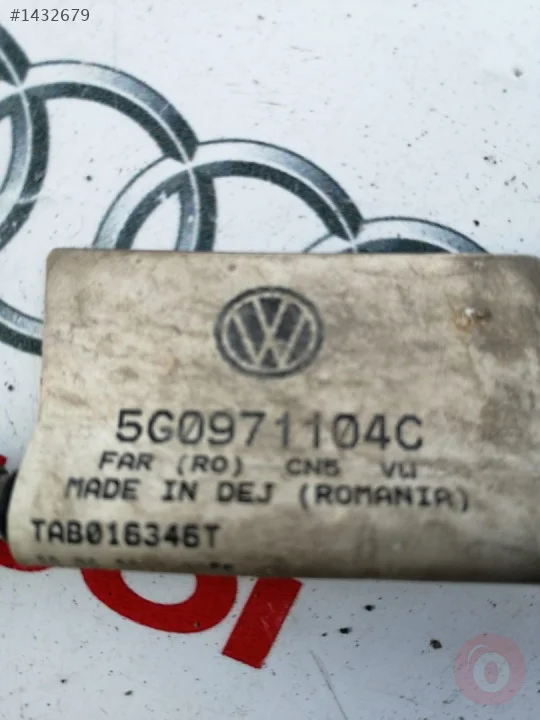 #1432679
5G0971104C
FAR (RO) CN5 VW
MADE IN DEJ (ROMANIA)
TAB016346T